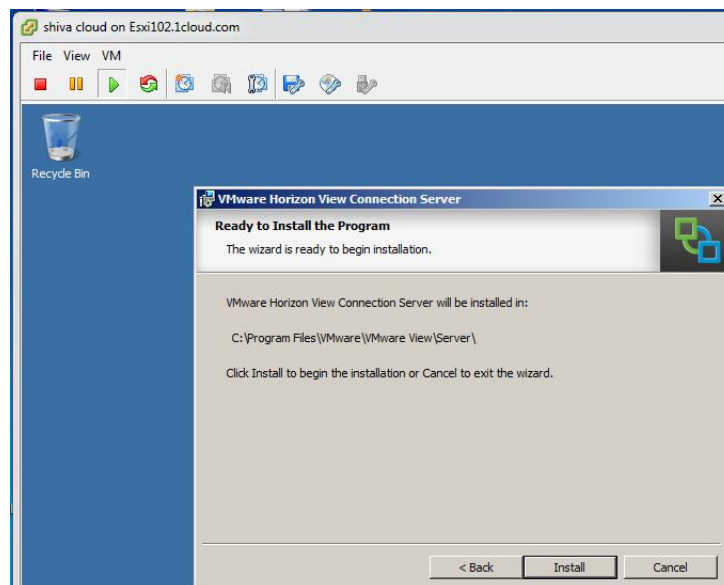 shiva cloud on Esxi102.1cloud.com
File View VM
Recycle Bin
VMware Horizon View Connection Server
Ready to Install the Program
The wizard is ready to begin installation.
VMware Horizon View Connection Server will be installed in:
C:\Program Files\VMware\VMware View\Server\
Click Install to begin the installation or Cancel to exit the wizard.
< Back Install Cancel